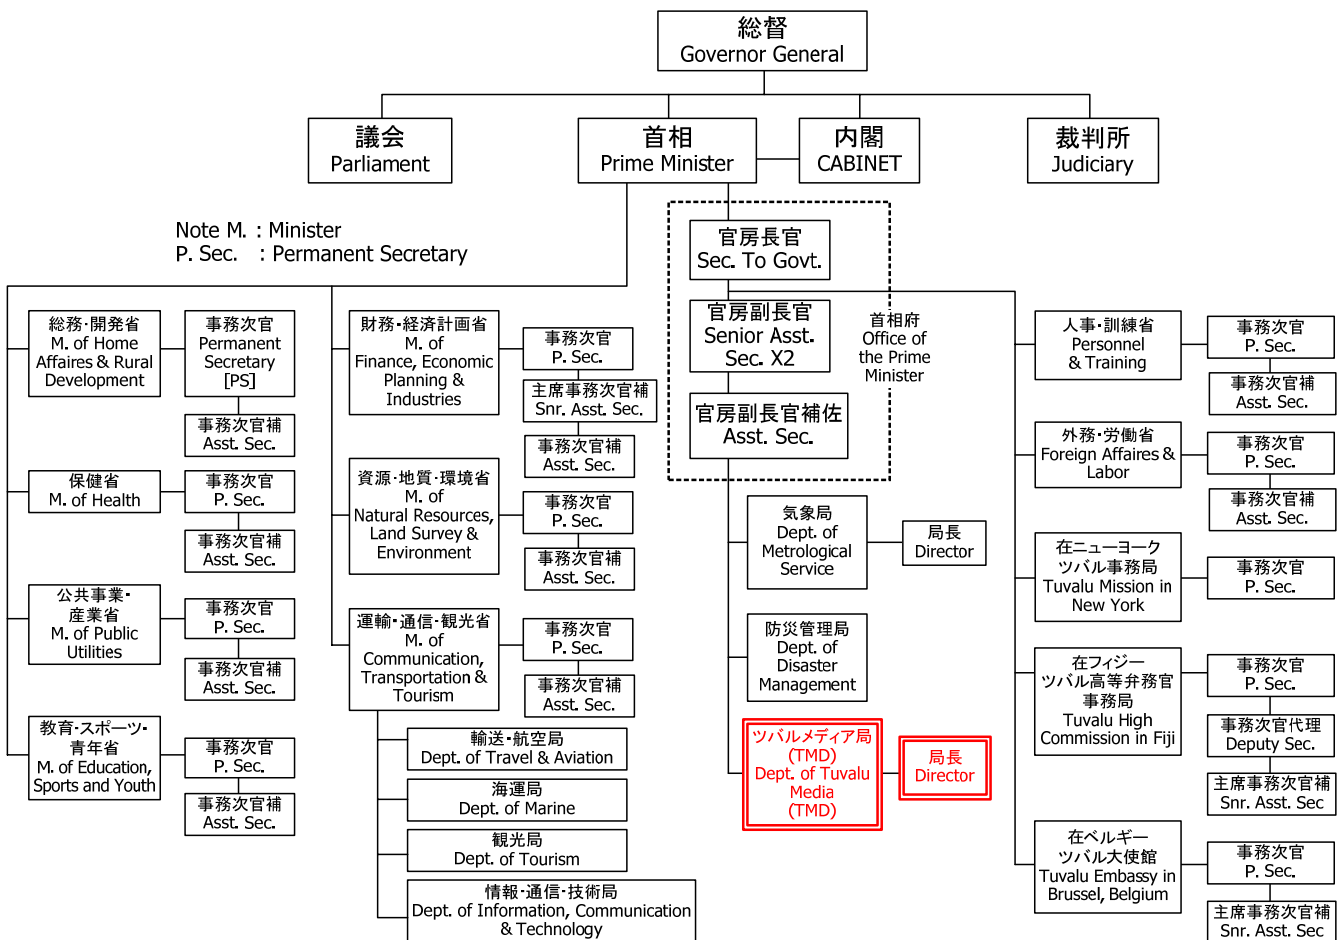 総督
Governor General
議会
Parliament
首相
Prime Minister
内閣
CABINET
裁判所
Judiciary
Note M. : Minister
P. Sec. : Permanent Secretary
官房長官
Sec. To Govt.
官房副長官
Senior Asst.
Sec. X2
官房副長官補佐
Asst. Sec.
首相府
Office of
the Prime
Minister
総務・開発省
M. of Home
Affaires & Rural
Development
事務次官
Permanent
Secretary
[PS]
事務次官補
Asst. Sec.
保健省
M. of Health
事務次官
P. Sec.
事務次官補
Asst. Sec.
公共事業・
産業省
M. of Public
Utilities
事務次官
P. Sec.
事務次官補
Asst. Sec.
教育・スポーツ・
青年省
M. of Education,
Sports and Youth
事務次官
P. Sec.
事務次官補
Asst. Sec.
財務・経済計画省
M. of
Finance, Economic
Planning &
Industries
事務次官
P. Sec.
主席事務次官補
Snr. Asst. Sec.
事務次官補
Asst. Sec.
資源・地質・環境省
M. of
Natural Resources,
Land Survey &
Environment
事務次官
P. Sec.
事務次官補
Asst. Sec.
運輸・通信・観光省
M. of
Communication,
Transportation &
Tourism
事務次官
P. Sec.
事務次官補
Asst. Sec.
輸送・航空局
Dept. of Travel & Aviation
海運局
Dept. of Marine
観光局
Dept. of Tourism
情報・通信・技術局
Dept. of Information, Communication
& Technology
気象局
Dept. of
Metrological
Service
局長
Director
防災管理局
Dept. of
Disaster
Management
ツバルメディア局
(TMD)
Dept. of Tuvalu
Media
(TMD)
局長
Director
人事・訓練省
Personnel
& Training
事務次官
P. Sec.
事務次官補
Asst. Sec.
外務・労働省
Foreign Affaires &
Labor
事務次官
P. Sec.
事務次官補
Asst. Sec.
在ニューヨーク
ツバル事務局
Tuvalu Mission in
New York
事務次官
P. Sec.
在フィジー
ツバル高等弁務官
事務局
Tuvalu High
Commission in Fiji
事務次官
P. Sec.
事務次官代理
Deputy Sec.
主席事務次官補
Snr. Asst. Sec
在ベルギー
ツバル大使館
Tuvalu Embassy in
Brussel, Belgium
事務次官
P. Sec.
主席事務次官補
Snr. Asst. Sec